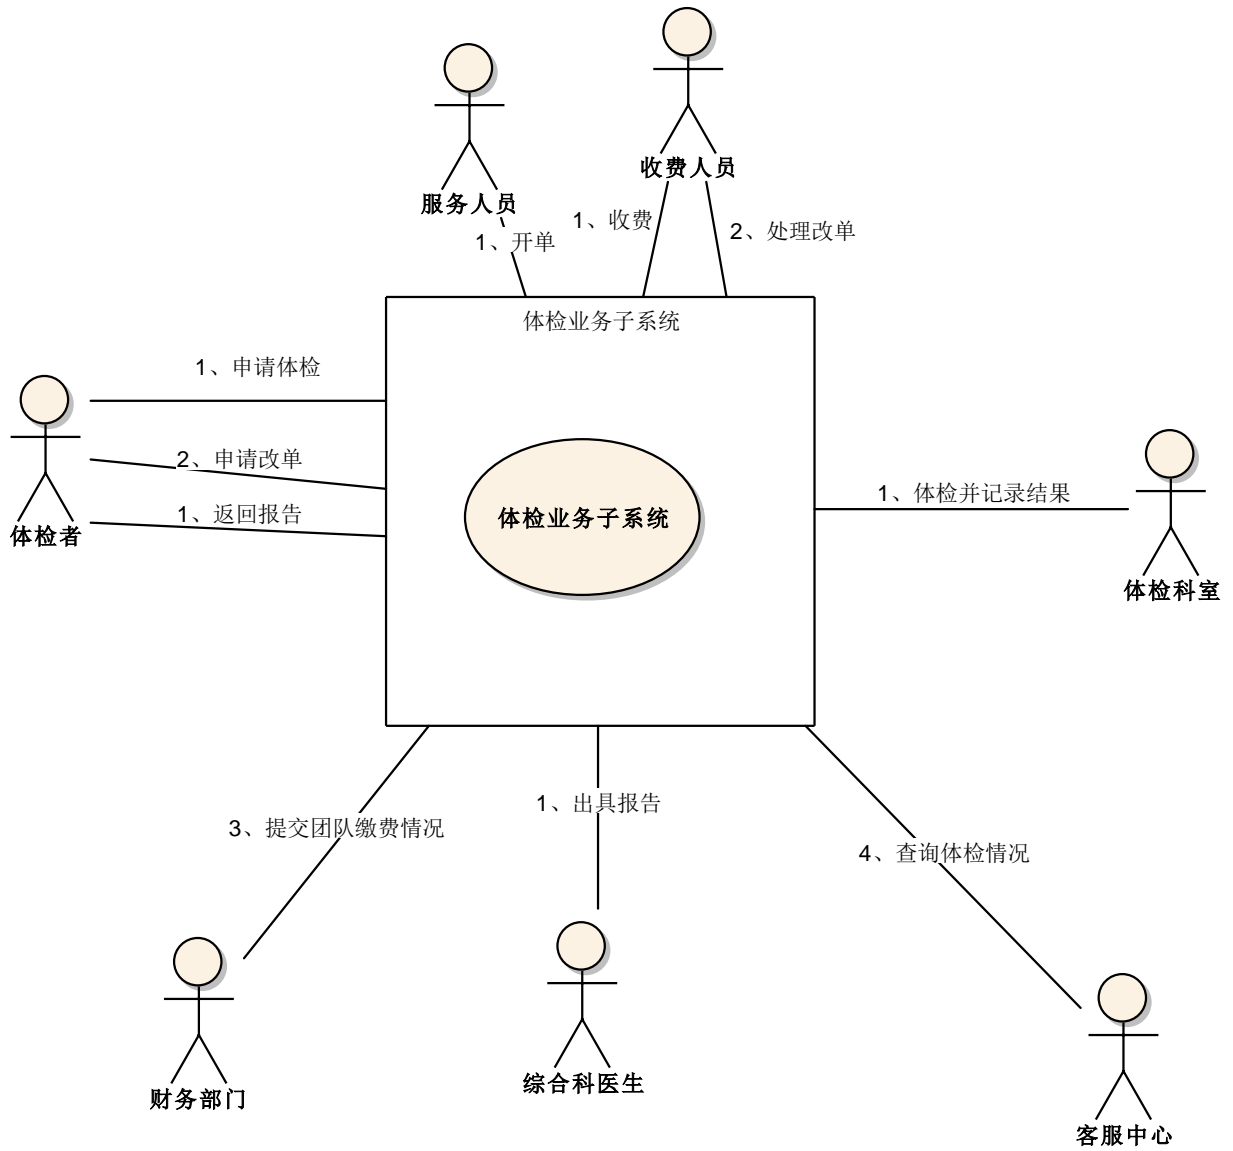 收费人员
服务人员
1、收费
2、处理改单
1、开单
体检业务子系统
1、申请体检
2、申请改单
1、体检并记录结果
1、返回报告
体检业务子系统
体检者
体检科室
1、出具报告
3、提交团队缴费情况
4、查询体检情况
综合科医生
财务部门
客服中心